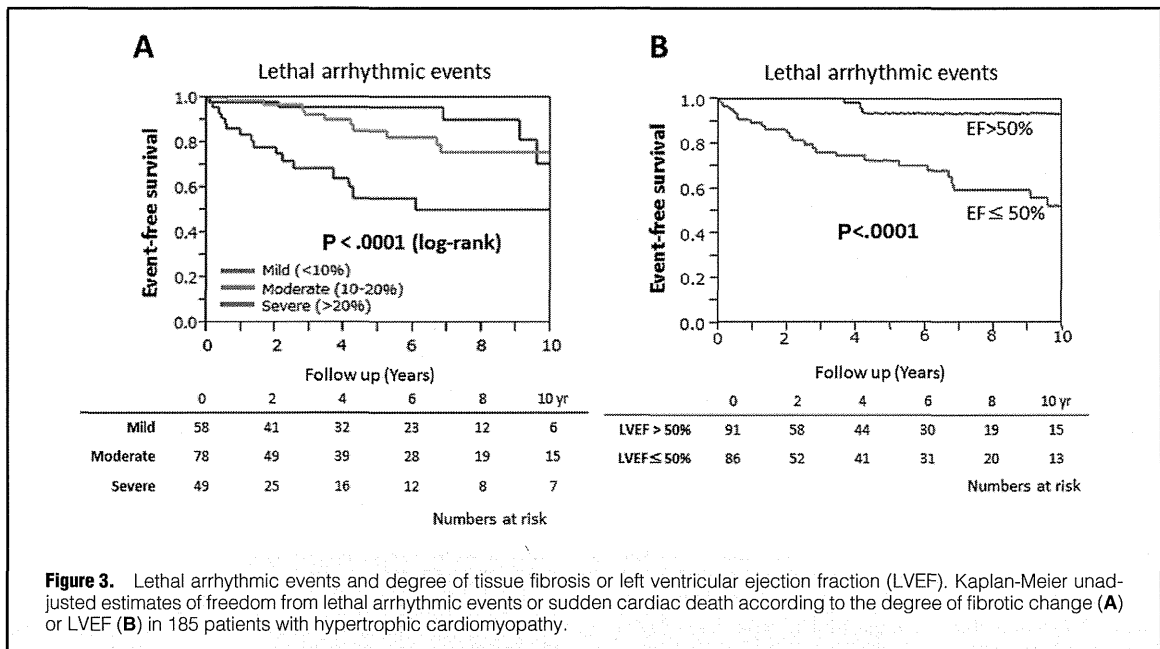 A
Lethal arrhythmic events
Event-free survival
1.0
0.8
0.6
0.4
0.2
0.0
P < .0001 (log-rank)
Mild (<10%)
Moderate (10-20%)
Severe (>20%)
0 2 4 6 8 10
Follow up (Years)
0 2 4 6 8 10 yr
Mild 58 41 32 23 12 6
Moderate 78 49 39 28 19 15
Severe 49 25 16 12 8 7
Numbers at risk
B
Lethal arrhythmic events
Event-free survival
1.0
0.8
0.6
0.4
0.2
0.0
EF>50%
EF≤ 50%
P<.0001
0 2 4 6 8 10
Follow up (Years)
0 2 4 6 8 10 yr
LVEF > 50% 91 58 44 30 19 15
LVEF≤ 50% 86 52 41 31 20 13
Numbers at risk
Figure 3. Lethal arrhythmic events and degree of tissue fibrosis or left ventricular ejection fraction (LVEF). Kaplan-Meier unad-
justed estimates of freedom from lethal arrhythmic events or sudden cardiac death according to the degree of fibrotic change (A)
or LVEF (B) in 185 patients with hypertrophic cardiomyopathy.